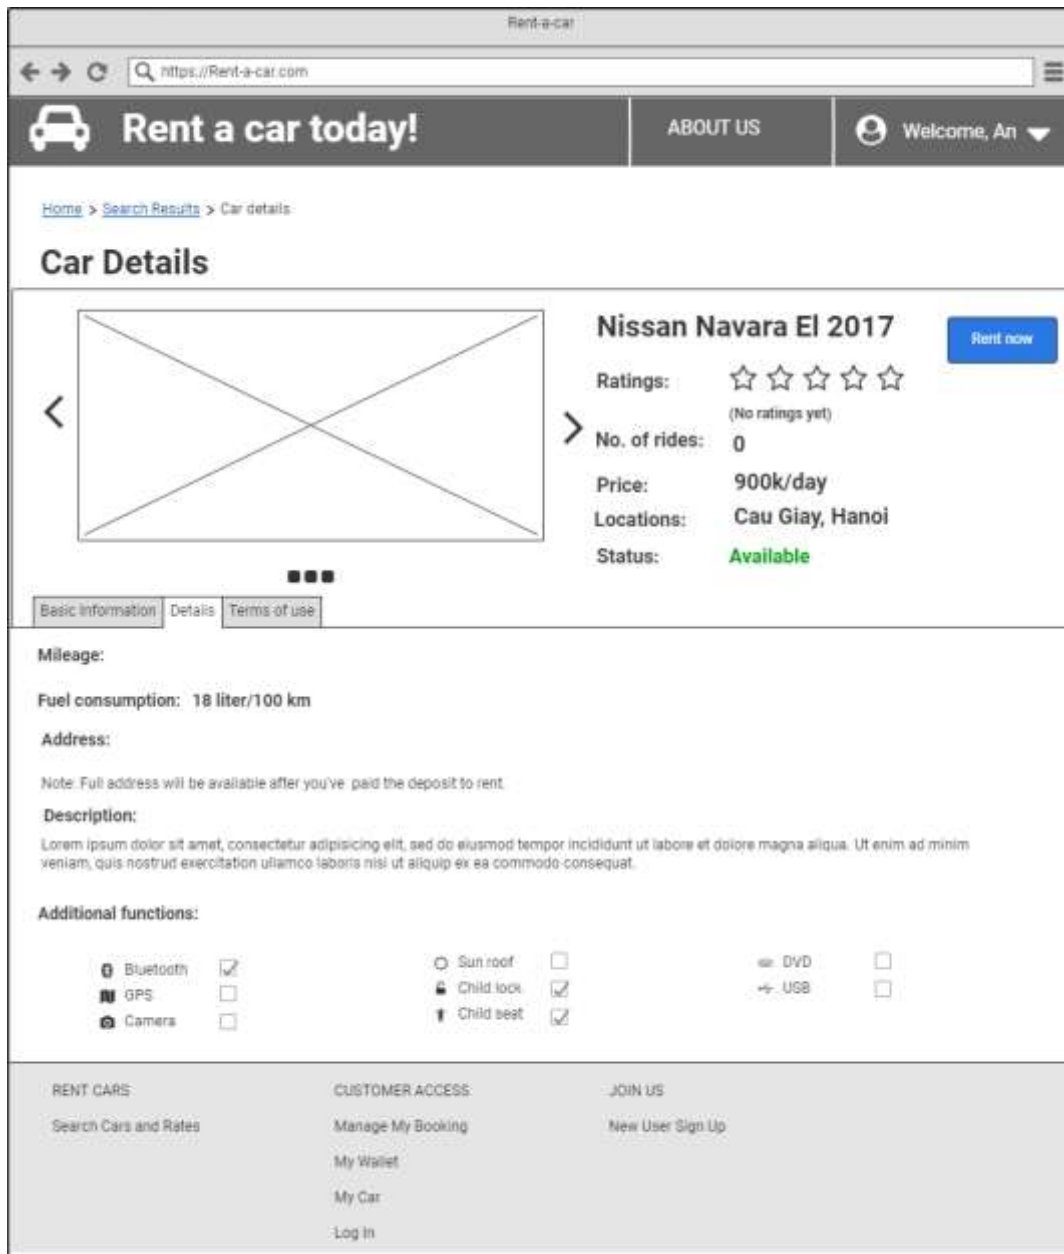 Rent-a-car
https://Rent-a-car.com
Rent a car today!
ABOUT US
Welcome, An
Home > Search Results > Car details
Car Details
Nissan Navara El 2017
Rent now
Ratings:
(No ratings yet)
No. of rides: 0
Price: 900k/day
Locations: Cau Giay, Hanoi
Status: Available
Basic Information
Details
Terms of use
Mileage:
Fuel consumption: 18 liter/100 km
Address:
Note: Full address will be available after you've paid the deposit to rent.
Description:
Lorem ipsum dolor sit amet, consectetur adipisicing elit, sed do eiusmod tempor incididunt ut labore et dolore magna aliqua. Ut enim ad minim
veniam, quis nostrud exercitation ullamco laboris nisi ut aliquip ex ea commodo consequat.
Additional functions:
Bluetooth
GPS
Camera
Sun roof
Child lock
Child seat
DVD
USB
RENT CARS
Search Cars and Rates
CUSTOMER ACCESS
Manage My Booking
My Wallet
My Car
Log In
JOIN US
New User Sign Up